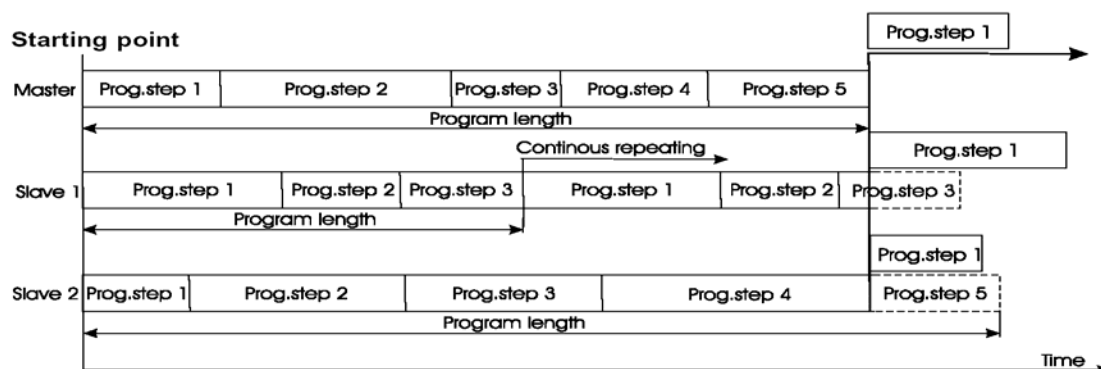 Prog.step 1
Starting point
Master Prog.step 1 Prog.step 2 Prog.step 3 Prog.step 4 Prog.step 5
Program length
Continous repeating
Prog.step 1
Slave 1 Prog.step 1 Prog.step 2 Prog.step 3 Prog.step 1 Prog.step 2 Prog.step 3
Program length
Prog.step 1
Slave 2 Prog.step 1 Prog.step 2 Prog.step 3 Prog.step 4 Prog.step 5
Program length
Time